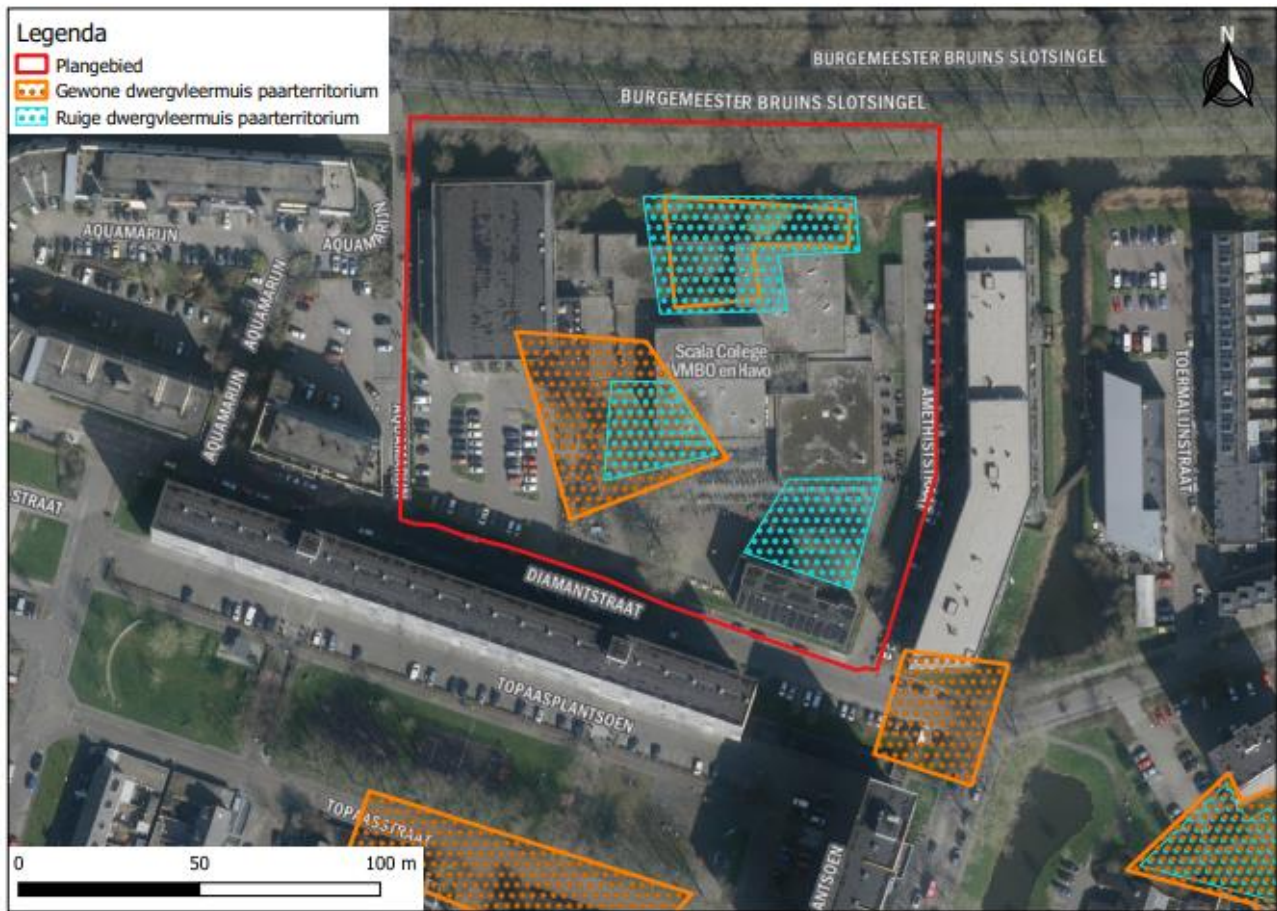 Legenda
Plangebied
Gewone dwergvleermuis paarterritorium
Ruige dwergvleermuis paarterritorium
N
BURGEMEESTER BRUINS SLOTSINGEL
BURGEMEESTER BRUINS SLOTSINGEL
AQUAMARIJN
AQUAMARIJN
AQUAMARIJN
AQUAMARIJN
AQUAMARIJN
Scala College
VMBO en Havo
AMETHISTSTRAAT
TOERMALIJNSTRAAT
STRAAT
DIAMANTSTRAAT
TOPAASPLANTSOEN
TOPAASSTRAAT
ANTSOEN
0 50 100 m